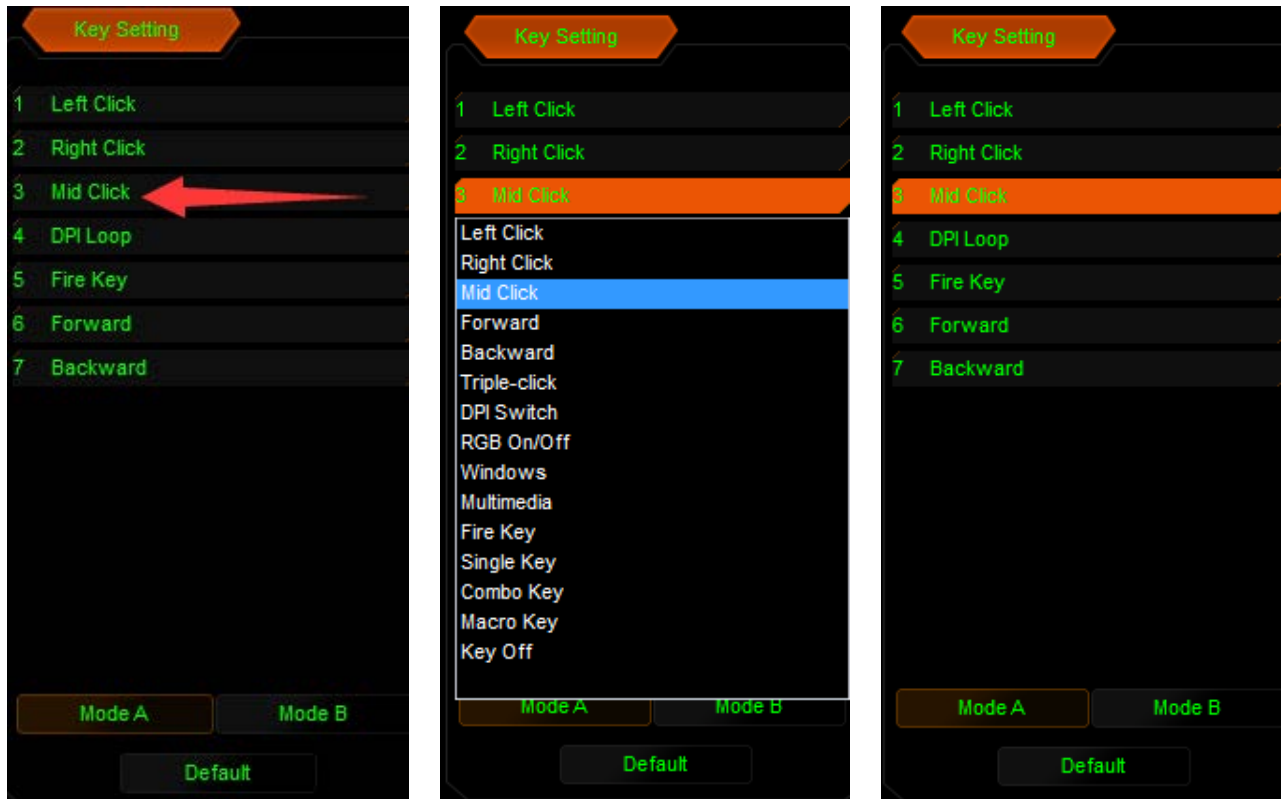 Key Setting
1 Left Click
2 Right Click
3 Mid Click
4 DPI Loop
5 Fire Key
6 Forward
7 Backward
Mode A Mode B
Default
Key Setting
1 Left Click
2 Right Click
3 Mid Click
Left Click
Right Click
Mid Click
Forward
Backward
Triple-click
DPI Switch
RGB On/Off
Windows
Multimedia
Fire Key
Single Key
Combo Key
Macro Key
Key Off
Mode A Mode B
Default
Key Setting
1 Left Click
2 Right Click
3 Mid Click
4 DPI Loop
5 Fire Key
6 Forward
7 Backward
Mode A Mode B
Default